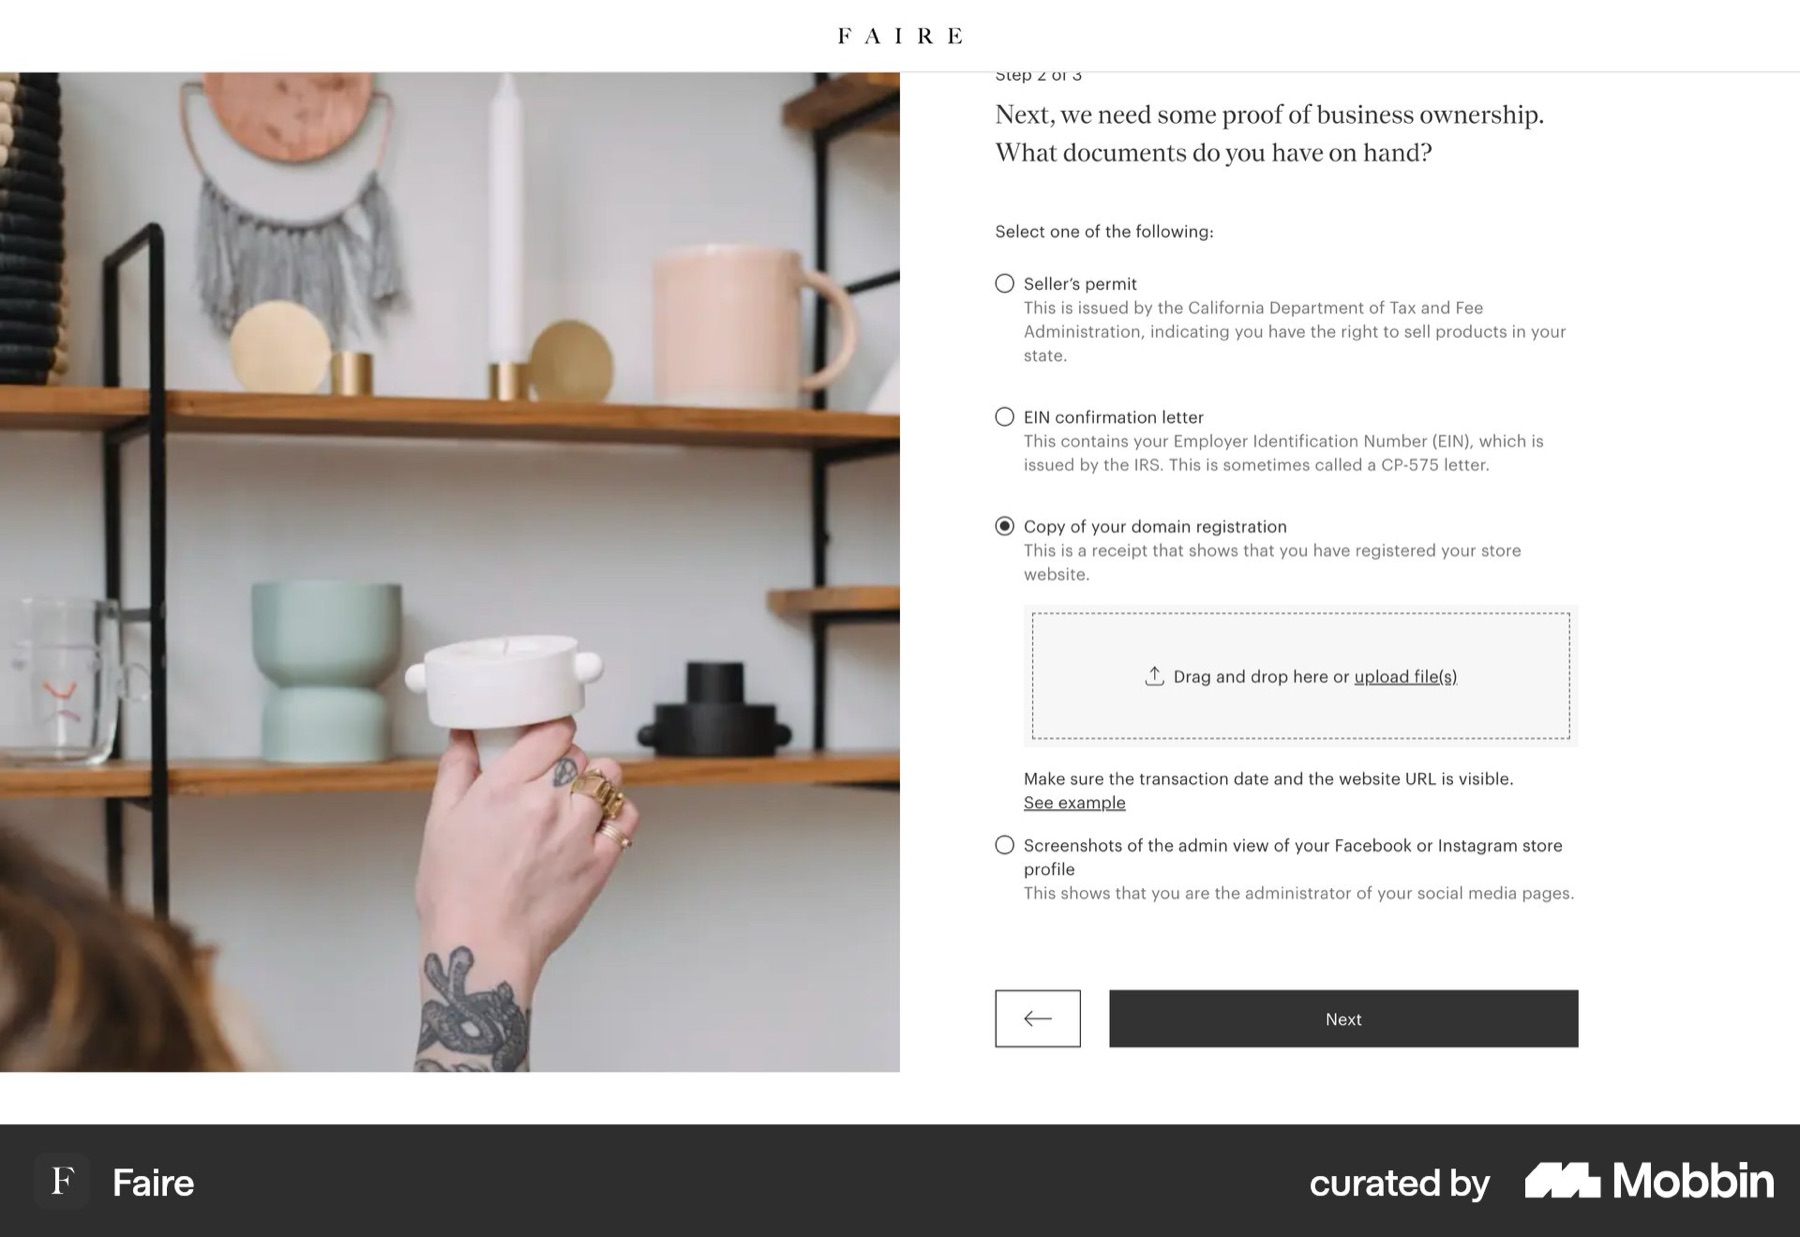 FAIRE
Step 2 of 3
Next, we need some proof of business ownership.
What documents do you have on hand?
Select one of the following:
Seller’s permit
This is issued by the California Department of Tax and Fee
Administration, indicating you have the right to sell products in your
state.
EIN confirmation letter
This contains your Employer Identification Number (EIN), which is
issued by the IRS. This is sometimes called a CP-575 letter.
Copy of your domain registration
This is a receipt that shows that you have registered your store
website.
Drag and drop here or upload file(s)
Make sure the transaction date and the website URL is visible.
See example
Screenshots of the admin view of your Facebook or Instagram store
profile
This shows that you are the administrator of your social media pages.
Next
F Faire
curated by Mobbin